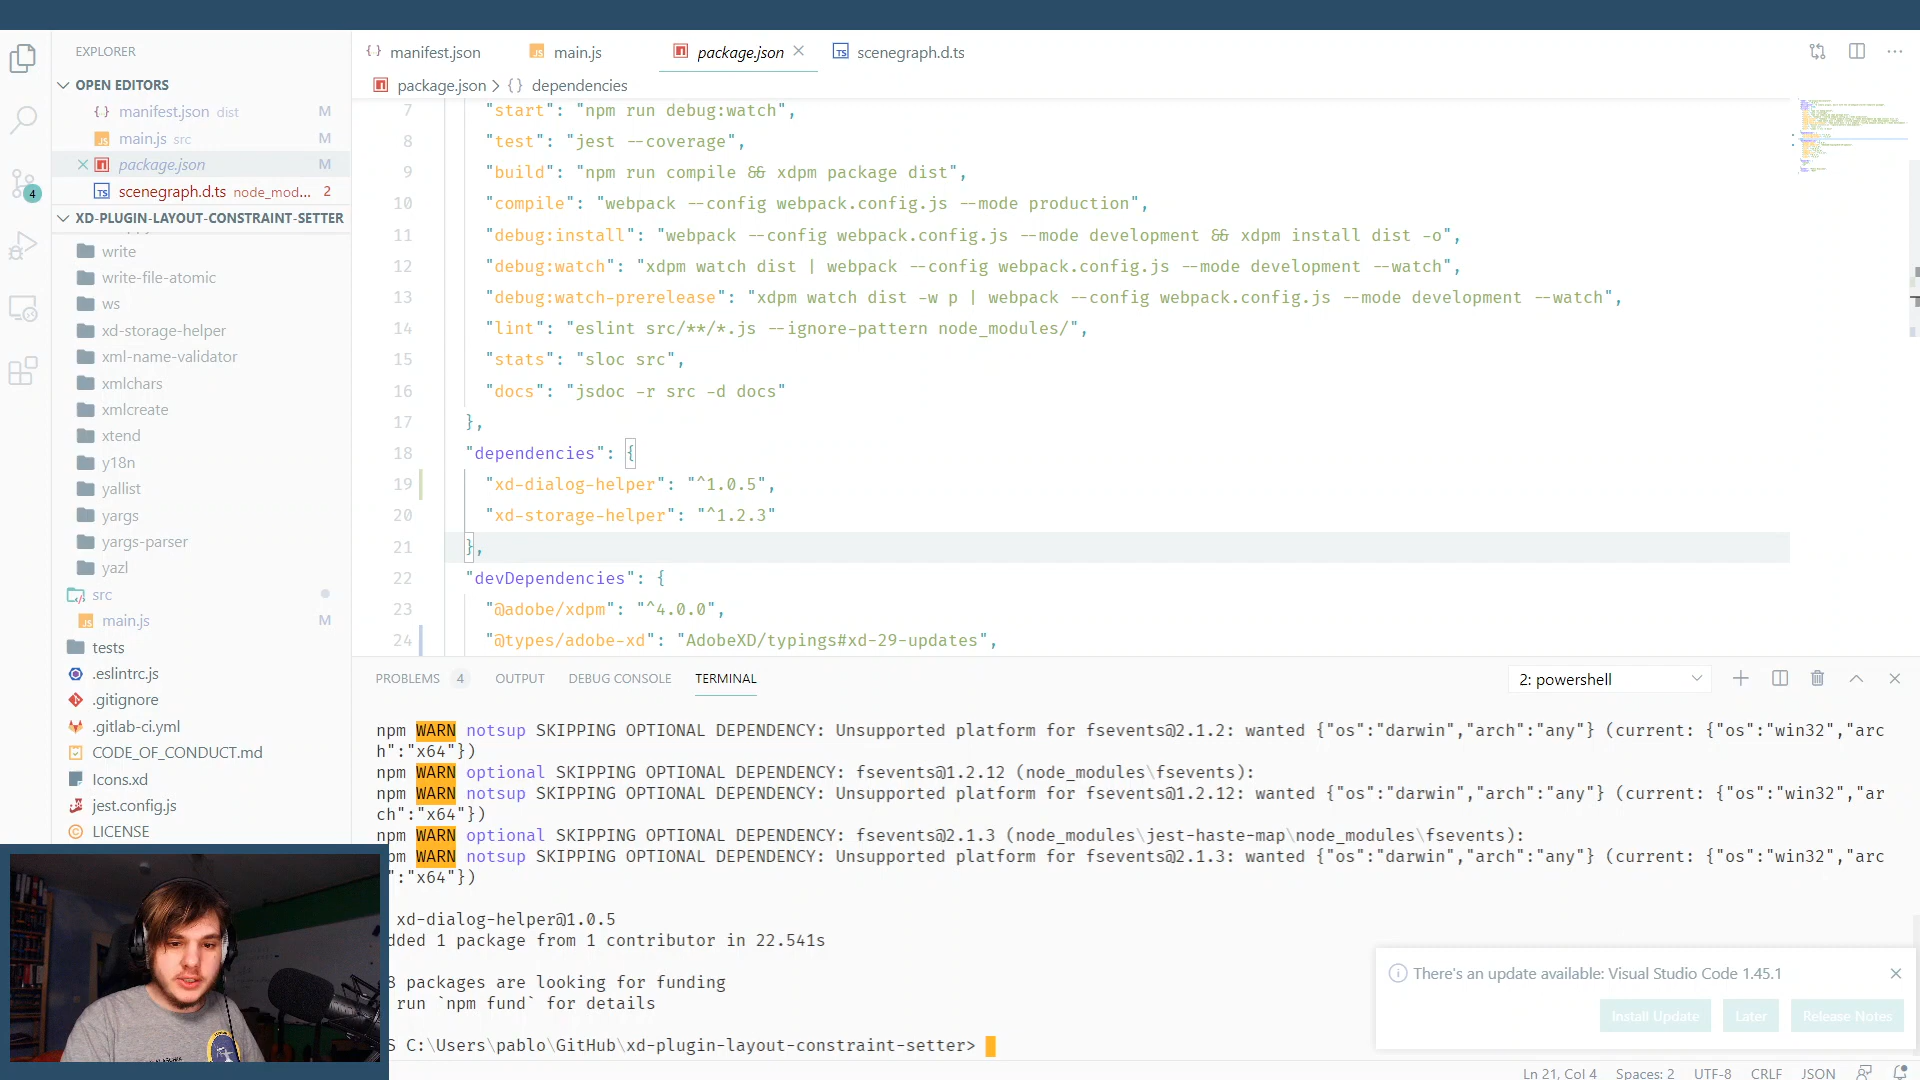 EXPLORER
OPEN EDITORS
manifest.json dist M
main.js src M
package.json M
scenegraph.d.ts node_mod... 2
4
XD-PLUGIN-LAYOUT-CONSTRAINT-SETTER
write
write-file-atomic
ws
xd-storage-helper
xml-name-validator
xmlchars
xmlcreate
xtend
y18n
yallist
yargs
yargs-parser
yazl
src
main.js M
tests
.eslintrc.js
.gitignore
.gitlab-ci.yml
CODE_OF_CONDUCT.md
Icons.xd
jest.config.js
LICENSE
manifest.json
main.js
package.json
scenegraph.d.ts
package.json > {} dependencies
7 "start": "npm run debug:watch",
8 "test": "jest --coverage",
9 "build": "npm run compile && xdpm package dist",
10 "compile": "webpack --config webpack.config.js --mode production",
11 "debug:install": "webpack --config webpack.config.js --mode development && xdpm install dist -o",
12 "debug:watch": "xdpm watch dist | webpack --config webpack.config.js --mode development --watch",
13 "debug:watch-prerelease": "xdpm watch dist -w p | webpack --config webpack.config.js --mode development --watch",
14 "lint": "eslint src/**/*.js --ignore-pattern node_modules/",
15 "stats": "sloc src",
16 "docs": "jsdoc -r src -d docs"
17 },
18 "dependencies": {
19 "xd-dialog-helper": "^1.0.5",
20 "xd-storage-helper": "^1.2.3"
21 },
22 "devDependencies": {
23 "@adobe/xdpm": "^4.0.0",
24 "@types/adobe-xd": "AdobeXD/typings#xd-29-updates",
PROBLEMS 4 OUTPUT DEBUG CONSOLE TERMINAL 2: powershell
npm WARN notsup SKIPPING OPTIONAL DEPENDENCY: Unsupported platform for fsevents@2.1.2: wanted {"os":"darwin","arch":"any"} (current: {"os":"win32","arc
h":"x64"})
npm WARN optional SKIPPING OPTIONAL DEPENDENCY: fsevents@1.2.12 (node_modules\fsevents):
npm WARN notsup SKIPPING OPTIONAL DEPENDENCY: Unsupported platform for fsevents@1.2.12: wanted {"os":"darwin","arch":"any"} (current: {"os":"win32","ar
ch":"x64"})
npm WARN optional SKIPPING OPTIONAL DEPENDENCY: fsevents@2.1.3 (node_modules\jest-haste-map\node_modules\fsevents):
pm WARN notsup SKIPPING OPTIONAL DEPENDENCY: Unsupported platform for fsevents@2.1.3: wanted {"os":"darwin","arch":"any"} (current: {"os":"win32","arc
":"x64"})
xd-dialog-helper@1.0.5
dded 1 package from 1 contributor in 22.541s
8 packages are looking for funding
run `npm fund` for details
S C:\Users\pablo\GitHub\xd-plugin-layout-constraint-setter>
There's an update available: Visual Studio Code 1.45.1
Install Update Later Release Notes
Ln 21, Col 4 Spaces: 2 UTF-8 CRLF JSON